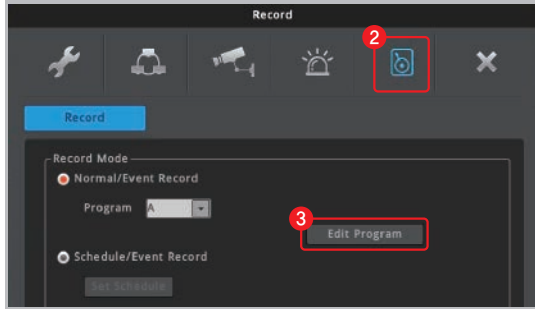 Record
2
Record
Record Mode
Normal/Event Record
Program A
3
Edit Program
Schedule/Event Record
Set Schedule